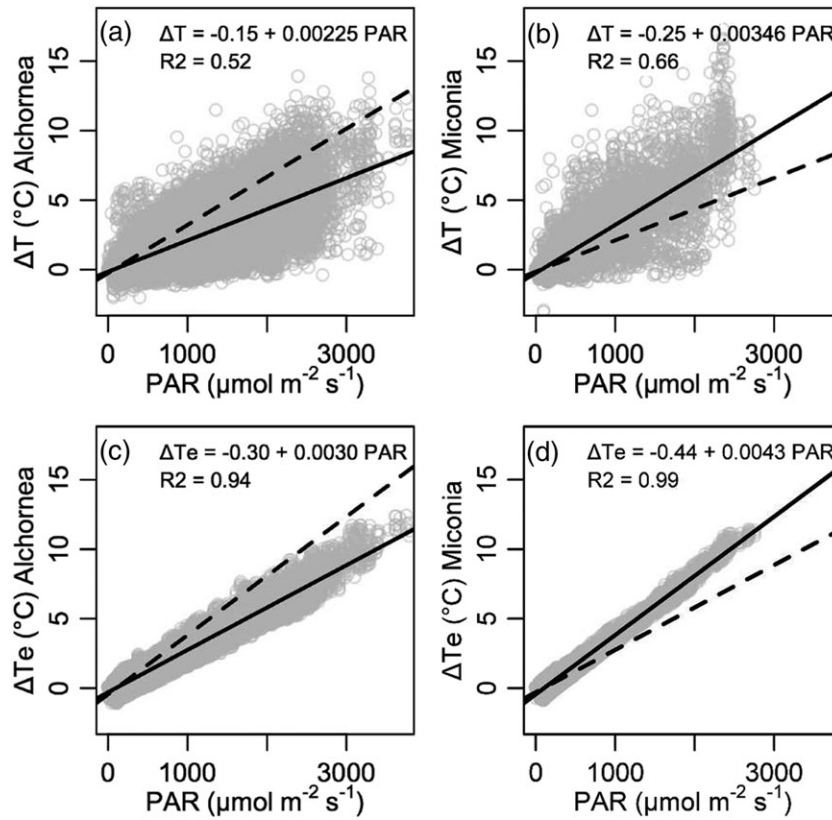 (a)
ΔT = -0.15 + 0.00225 PAR
R2 = 0.52
ΔT (°C) Alchornea
15
10
5
0
0 1000 3000
PAR (μmol m⁻² s⁻¹)
(b)
ΔT = -0.25 + 0.00346 PAR
R2 = 0.66
ΔT (°C) Miconia
15
10
5
0
0 1000 3000
PAR (μmol m⁻² s⁻¹)
(c)
ΔTe = -0.30 + 0.0030 PAR
R2 = 0.94
ΔTe (°C) Alchornea
15
10
5
0
0 1000 3000
PAR (μmol m⁻² s⁻¹)
(d)
ΔTe = -0.44 + 0.0043 PAR
R2 = 0.99
ΔTe (°C) Miconia
15
10
5
0
0 1000 3000
PAR (μmol m⁻² s⁻¹)